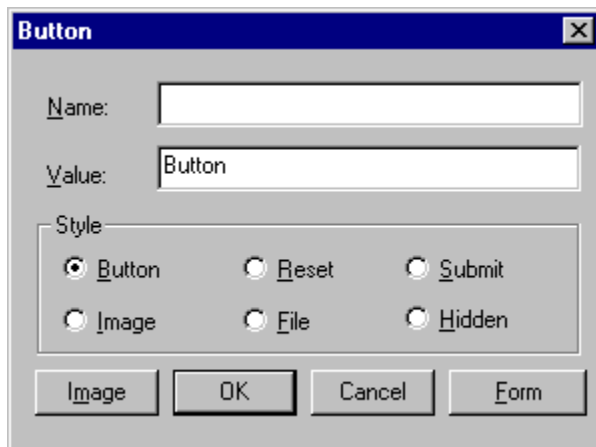 Button
Name:
Value: Button
Style
Button Reset Submit
Image File Hidden
Image OK Cancel Form